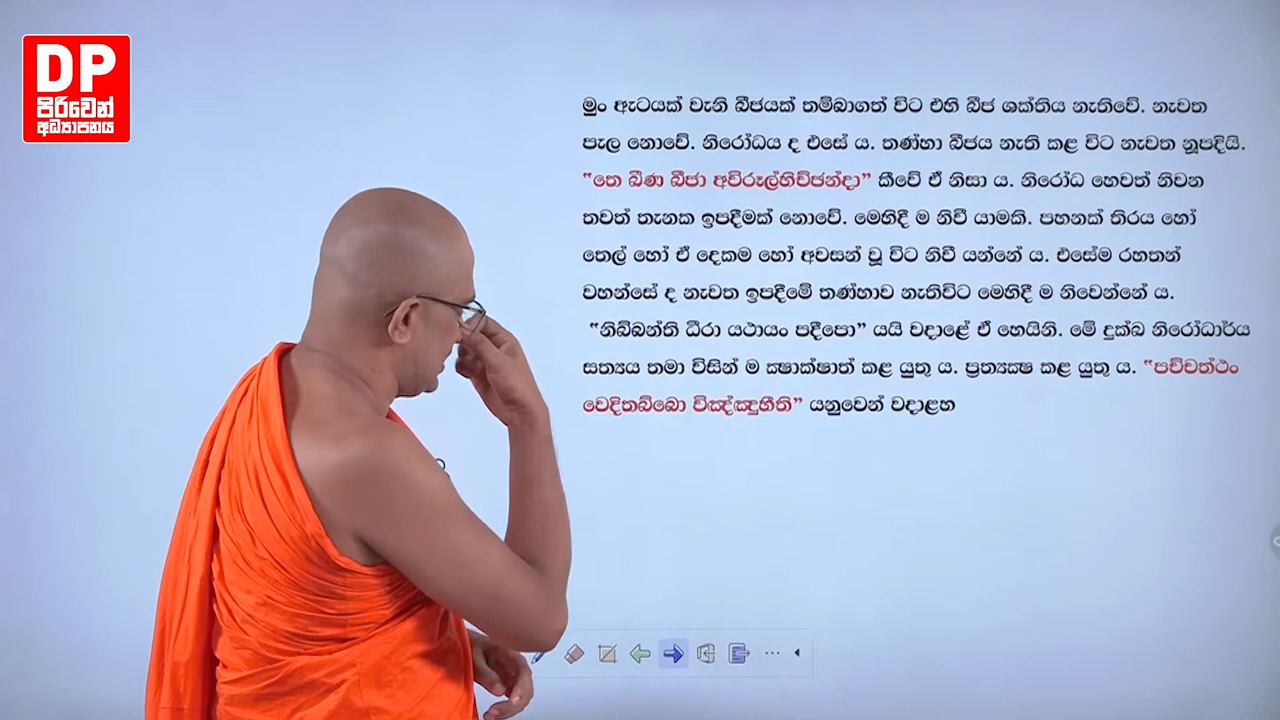 DP
පිරිවෙන්
අධ්‍යාපනය
මුං ඇටයක් වැනි බීජයක් තම්බාගත් විට එහි බීජ ශක්තිය නැතිවේ. නැවත
පැල නොවේ. නිරෝධය ද එසේ ය. තණ්හා බීජය නැති කළ විට නැවත නූපදියි.
“තෙ ඛීණ බීජා අවිරූල්හිච්ඡන්දා” කීවේ ඒ නිසා ය. නිරෝධ හෙවත් නිවන
තවත් තැනක ඉපදීමක් නොවේ. මෙහිදී ම නිවී යාමකි. පහනක් තිරය හෝ
තෙල් හෝ ඒ දෙකම හෝ අවසන් වූ විට නිවී යන්නේ ය. එසේම රහතන්
වහන්සේ ද නැවත ඉපදීමේ තණ්හාව නැතිවිට මෙහිදී ම නිවෙන්නේ ය.
“නිබ්බන්ති ධීරා යථායං පදීපො” යයි වදාළේ ඒ හෙයිනි. මේ දුක්ඛ නිරෝධාර්ය
සත්‍යය තමා විසින් ම ක්‍ෂාක්ෂාත් කළ යුතු ය. ප්‍රත්‍යක්‍ෂ කළ යුතු ය. “පච්චත්ථං
වෙදිතබ්බො විඤ්ඤුහීති” යනුවෙන් වදාළහ